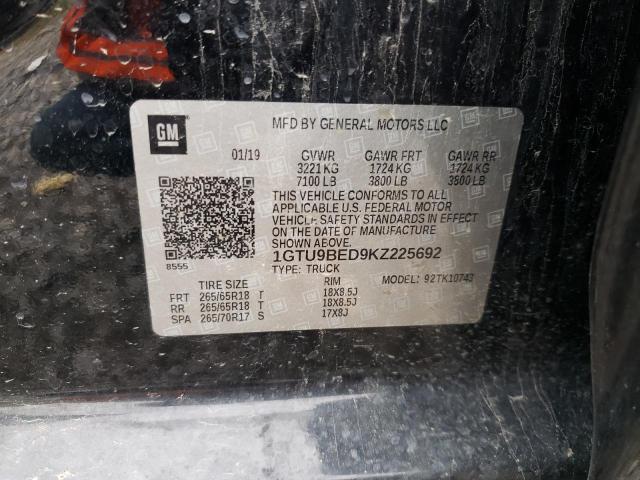 GM
MFD BY GENERAL MOTORS LLC
01/19 GVWR GAWR FRT GAWR RR
3221 KG 1724 KG 1724 KG
7100 LB 3800 LB 3800 LB
THIS VEHICLE CONFORMS TO ALL
APPLICABLE U.S. FEDERAL MOTOR
VEHICLE SAFETY STANDARDS IN EFFECT
ON THE DATE OF MANUFACTURE
SHOWN ABOVE.
8555
1GTU9BED9KZ225692
TYPE: TRUCK
MODEL: 92TK10743
TIRE SIZE RIM
FRT 265/65R18 T 18X8.5J
RR 265/65R18 T 18X8.5J
SPA 265/70R17 S 17X8J